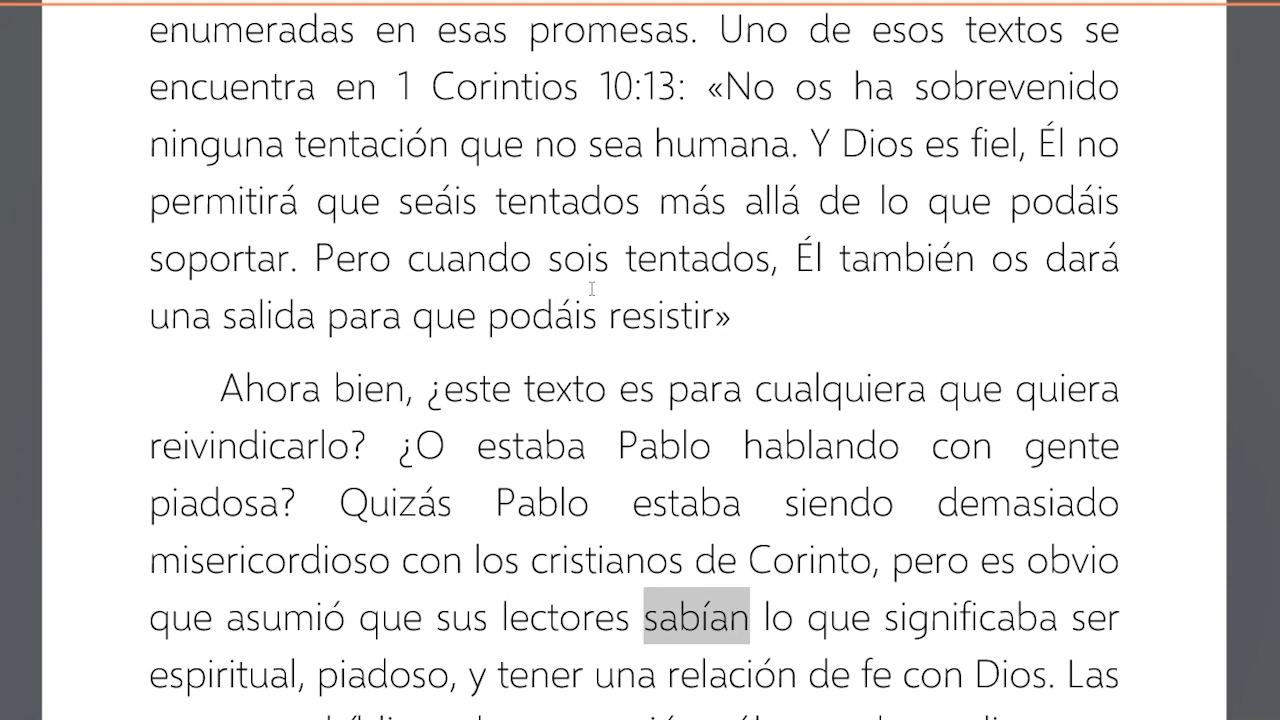 enumeradas en esas promesas. Uno de esos textos se
encuentra en 1 Corintios 10:13: «No os ha sobrevenido
ninguna tentación que no sea humana. Y Dios es fiel, Él no
permitirá que seáis tentados más allá de lo que podáis
soportar. Pero cuando sois tentados, Él también os dará
una salida para que podáis resistir»
Ahora bien, ¿este texto es para cualquiera que quiera
reivindicarlo? ¿O estaba Pablo hablando con gente
piadosa? Quizás Pablo estaba siendo demasiado
misericordioso con los cristianos de Corinto, pero es obvio
que asumió que sus lectores sabían lo que significaba ser
espiritual, piadoso, y tener una relación de fe con Dios. Las